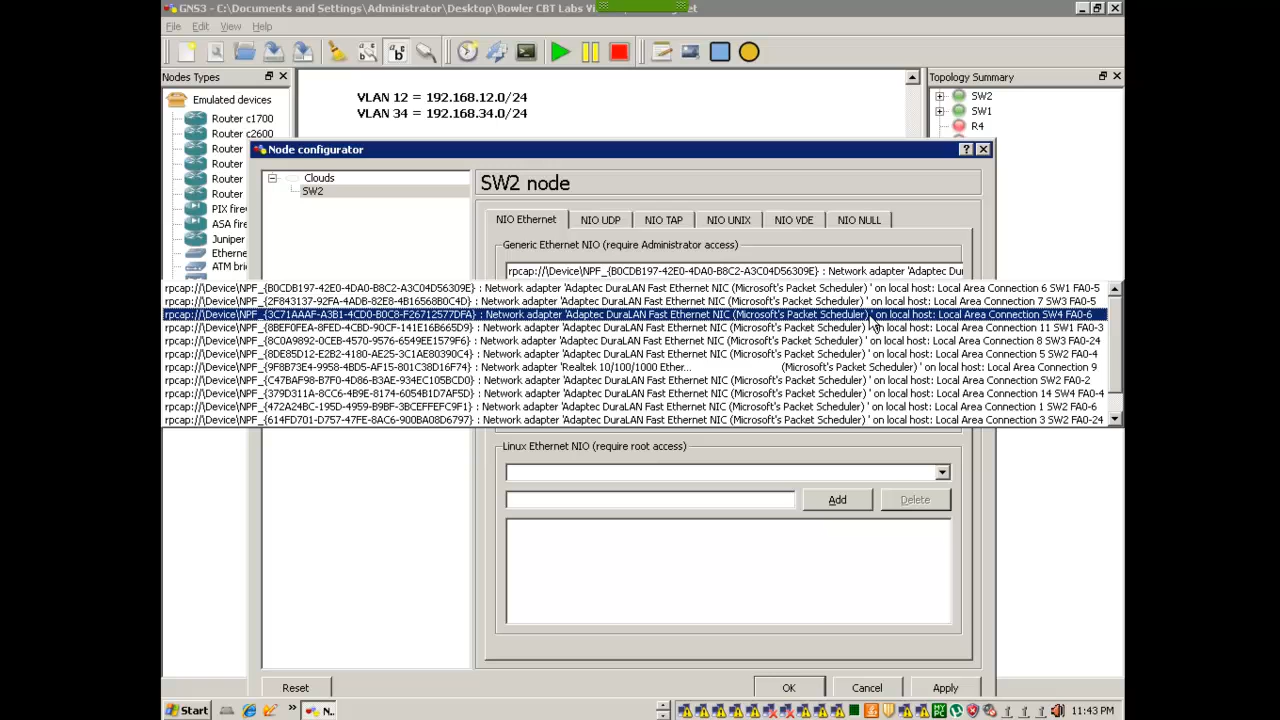 GNS3 - C:\Documents and Settings\Administrator\Desktop\Bowler CBT Labs Vi
et
File Edit View Help
Nodes Types
Topology Summary
Emulated devices
Router c1700
Router c2600
Router
Router
Router
Router
PIX fire
ASA fir
Juniper
Etherne
ATM bri
VLAN 12 = 192.168.12.0/24
VLAN 34 = 192.168.34.0/24
SW2
SW1
R4
Node configurator
Clouds
SW2
SW2 node
NIO Ethernet NIO UDP NIO TAP NIO UNIX NIO VDE NIO NULL
Generic Ethernet NIO (require Administrator access)
rpcap://\Device\NPF_{B0CDB197-42E0-4DA0-B8C2-A3C04D56309E} : Network adapter 'Adaptec Dur
rpcap://\Device\NPF_{B0CDB197-42E0-4DA0-B8C2-A3C04D56309E} : Network adapter 'Adaptec DuraLAN Fast Ethernet NIC (Microsoft's Packet Scheduler) ' on local host: Local Area Connection 6 SW1 FA0-5
rpcap://\Device\NPF_{2F843137-92FA-4ADB-82E8-4B16568B0C4D} : Network adapter 'Adaptec DuraLAN Fast Ethernet NIC (Microsoft's Packet Scheduler) ' on local host: Local Area Connection 7 SW3 FA0-5
rpcap://\Device\NPF_{3C71AAAF-A3B1-4CD0-B0C8-F26712577DFA} : Network adapter 'Adaptec DuraLAN Fast Ethernet NIC (Microsoft's Packet Scheduler) ' on local host: Local Area Connection SW4 FA0-6
rpcap://\Device\NPF_{8BEF0FEA-8FED-4CBD-90CF-141E16B665D9} : Network adapter 'Adaptec DuraLAN Fast Ethernet NIC (Microsoft's Packet Scheduler) ' on local host: Local Area Connection 11 SW1 FA0-3
rpcap://\Device\NPF_{8C0A9892-0CEB-4570-9576-6549EE1579F6} : Network adapter 'Adaptec DuraLAN Fast Ethernet NIC (Microsoft's Packet Scheduler) ' on local host: Local Area Connection 8 SW3 FA0-24
rpcap://\Device\NPF_{8DE85D12-E2B2-4180-AE25-3C1AE80390C4} : Network adapter 'Adaptec DuraLAN Fast Ethernet NIC (Microsoft's Packet Scheduler) ' on local host: Local Area Connection 5 SW2 FA0-4
rpcap://\Device\NPF_{9F8B73E4-9958-4BD5-AF15-801C38D16F74} : Network adapter 'Realtek 10/100/1000 Ether... (Microsoft's Packet Scheduler) ' on local host: Local Area Connection 9
rpcap://\Device\NPF_{C47BAF98-B7F0-4D86-B3AE-934EC105BCD0} : Network adapter 'Adaptec DuraLAN Fast Ethernet NIC (Microsoft's Packet Scheduler) ' on local host: Local Area Connection SW2 FA0-2
rpcap://\Device\NPF_{379D311A-8CC6-4B9E-8174-6054B1D7AF5D} : Network adapter 'Adaptec DuraLAN Fast Ethernet NIC (Microsoft's Packet Scheduler) ' on local host: Local Area Connection 14 SW4 FA0-4
rpcap://\Device\NPF_{472A24BC-195D-4959-B9BF-3BCEFFEFC9F1} : Network adapter 'Adaptec DuraLAN Fast Ethernet NIC (Microsoft's Packet Scheduler) ' on local host: Local Area Connection 1 SW2 FA0-6
rpcap://\Device\NPF_{614FD701-D757-47FE-8AC6-900BA08D6797} : Network adapter 'Adaptec DuraLAN Fast Ethernet NIC (Microsoft's Packet Scheduler) ' on local host: Local Area Connection 3 SW2 FA0-24
Linux Ethernet NIO (require root access)
Add Delete
Reset OK Cancel Apply
Start N.. 11:43 PM